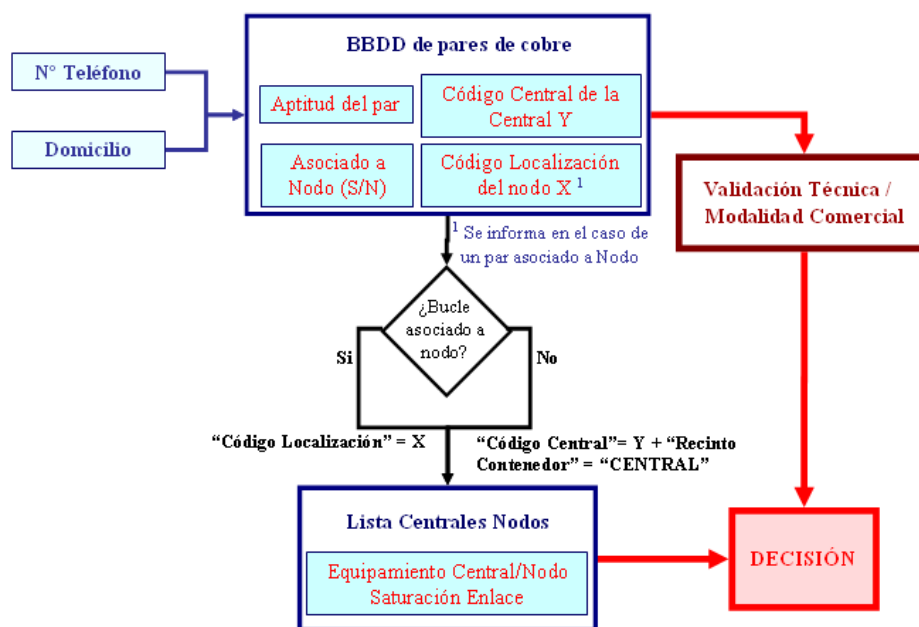 BBDD de pares de cobre
N° Teléfono
Domicilio
Aptitud del par
Código Central de la
Central Y
Asociado a
Nodo (S/N)
Código Localización
del nodo X 1
Validación Técnica /
Modalidad Comercial
1 Se informa en el caso de
un par asociado a Nodo
¿Bucle
asociado a
nodo?
Si
No
“Código Localización” = X
“Código Central”= Y + “Recinto
Contenedor” = “CENTRAL”
Lista Centrales Nodos
Equipamiento Central/Nodo
Saturación Enlace
DECISIÓN